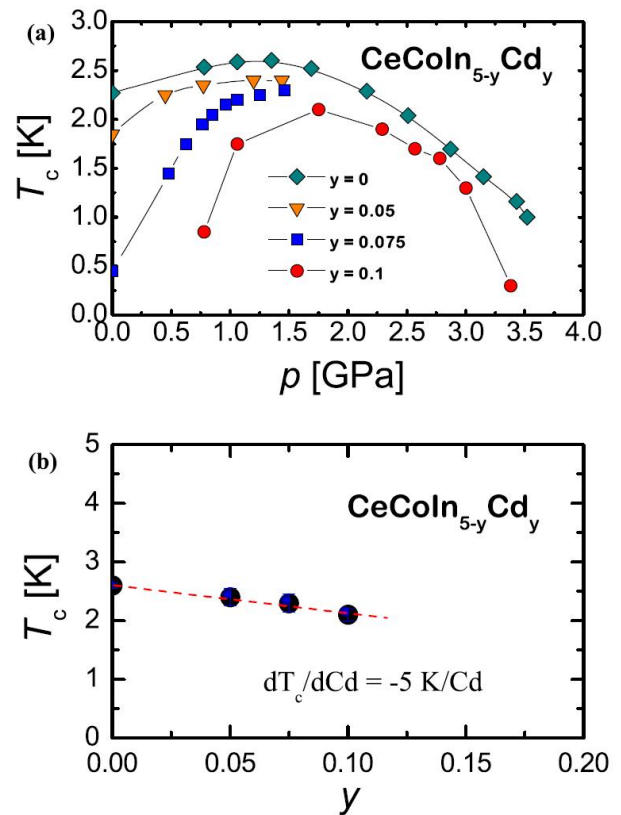 (a)
CeCoIn5-yCdy
Tc [K]
3.0
2.5
2.0
1.5
1.0
0.5
0.0
y = 0
y = 0.05
y = 0.075
y = 0.1
0.0 0.5 1.0 1.5 2.0 2.5 3.0 3.5 4.0
p [GPa]
(b)
CeCoIn5-yCdy
Tc [K]
5
4
3
2
1
0
dTc/dCd = -5 K/Cd
0.00 0.05 0.10 0.15 0.20
y